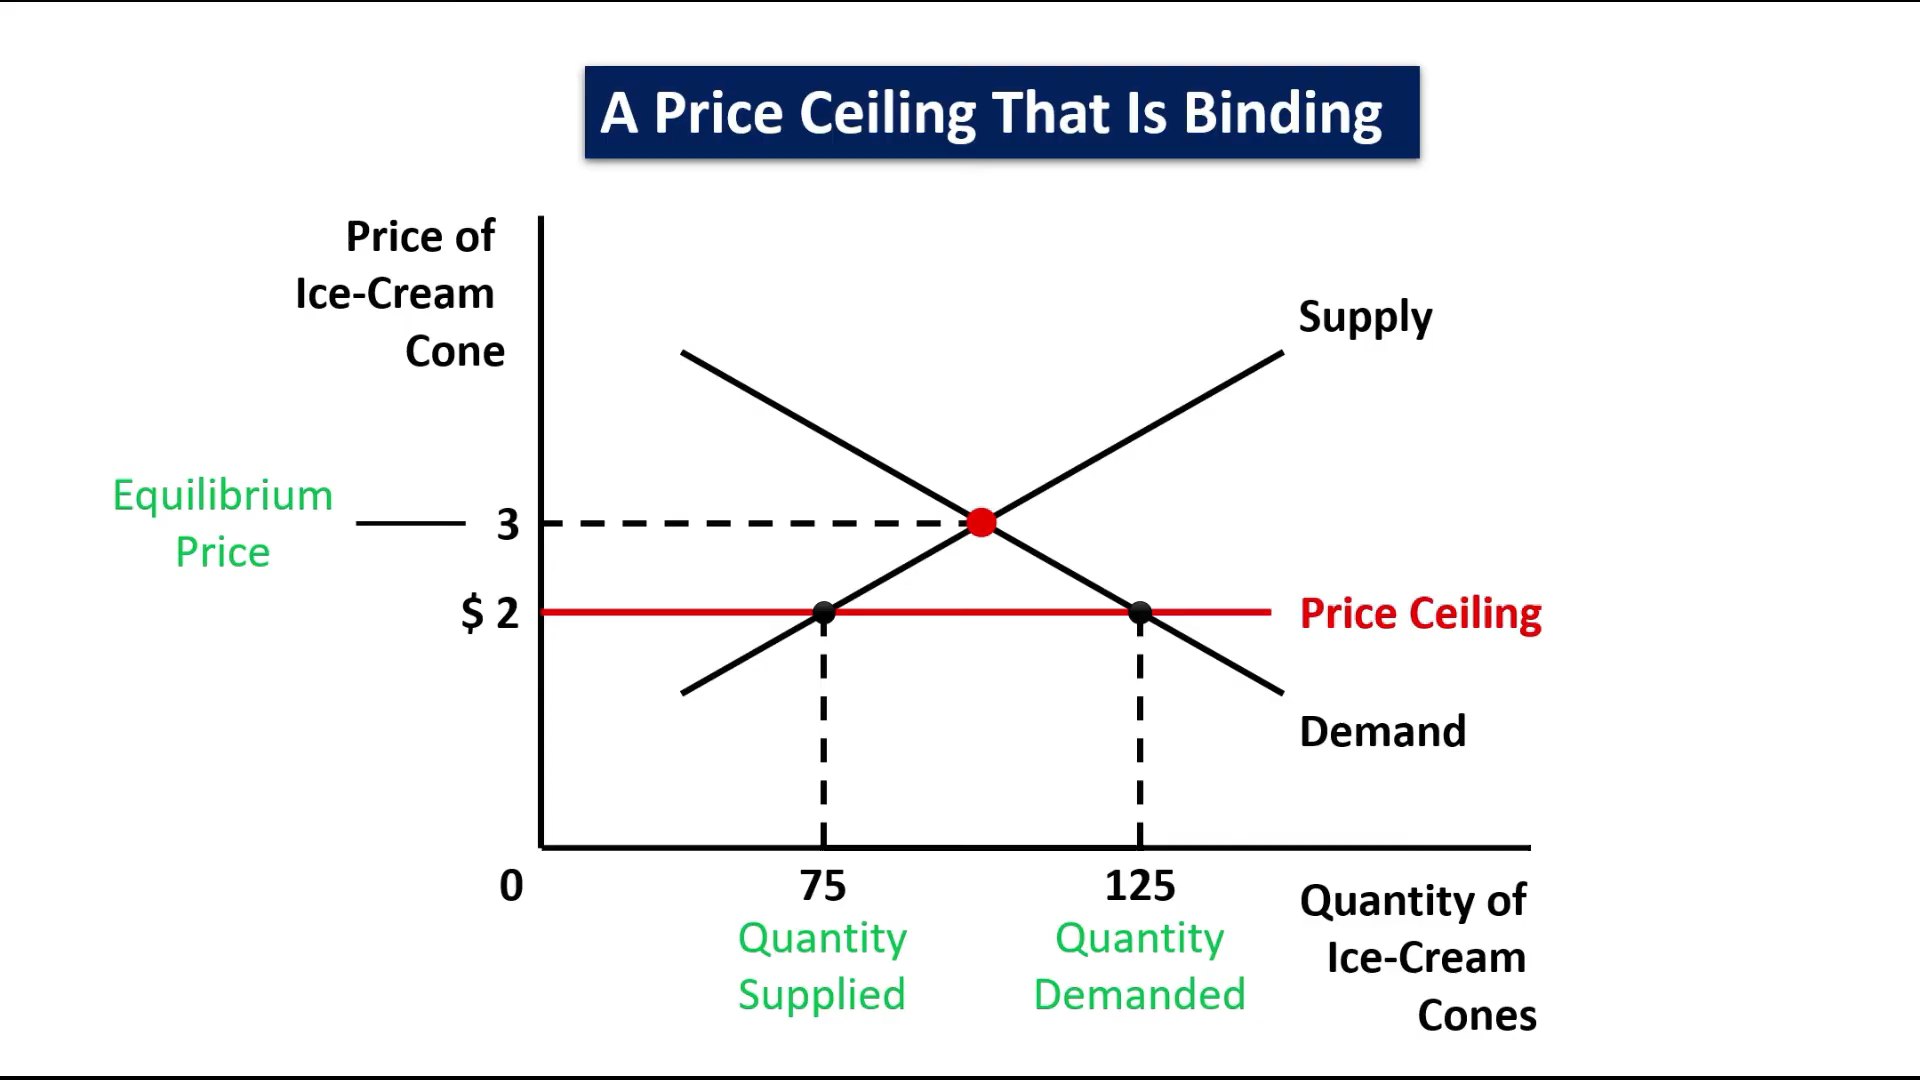 A Price Ceiling That Is Binding
Price of
Ice-Cream
Cone
Supply
Equilibrium
Price
3
$ 2
Price Ceiling
Demand
0
75
125
Quantity
Supplied
Quantity
Demanded
Quantity of
Ice-Cream
Cones